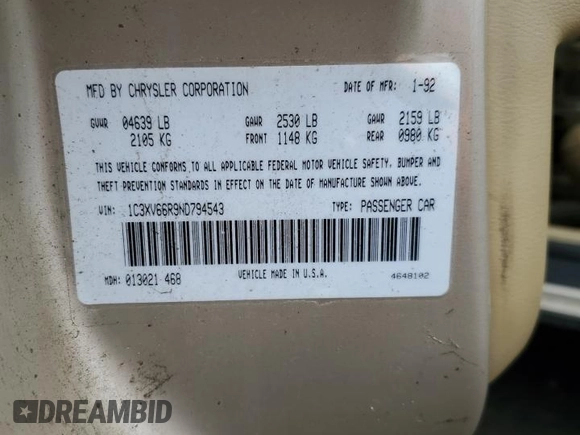 MFD BY CHRYSLER CORPORATION DATE OF MFR: 1-92
GVWR 04639 LB GAWR 2530 LB GAWR 2159 LB
2105 KG FRONT 1148 KG REAR 0980 KG
THIS VEHICLE CONFORMS TO ALL APPLICABLE FEDERAL MOTOR VEHICLE SAFETY, BUMPER AND
THEFT PREVENTION STANDARDS IN EFFECT ON THE DATE OF MANUFACTURE SHOWN ABOVE.
VIN: 1C3XV66R9ND794543 TYPE: PASSENGER CAR
MDH: 013021 468 VEHICLE MADE IN U.S.A. 4648102
DREAMBID